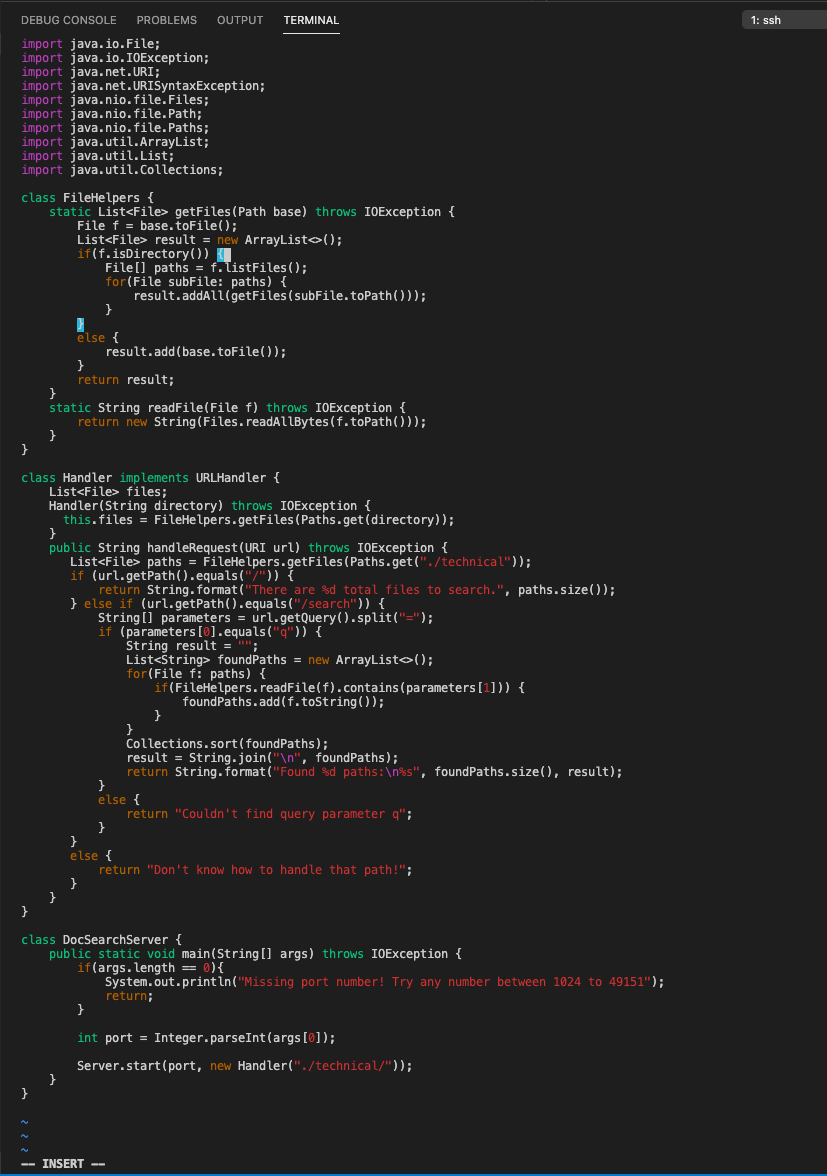 DEBUG CONSOLE PROBLEMS OUTPUT TERMINAL 1: ssh
import java.io.File;
import java.io.IOException;
import java.net.URI;
import java.net.URISyntaxException;
import java.nio.file.Files;
import java.nio.file.Path;
import java.nio.file.Paths;
import java.util.ArrayList;
import java.util.List;
import java.util.Collections;

class FileHelpers {
    static List<File> getFiles(Path base) throws IOException {
        File f = base.toFile();
        List<File> result = new ArrayList<>();
        if(f.isDirectory()) {
            File[] paths = f.listFiles();
            for(File subFile: paths) {
                result.addAll(getFiles(subFile.toPath()));
            }
        }
        else {
            result.add(base.toFile());
        }
        return result;
    }
    static String readFile(File f) throws IOException {
        return new String(Files.readAllBytes(f.toPath()));
    }
}

class Handler implements URLHandler {
    List<File> files;
    Handler(String directory) throws IOException {
      this.files = FileHelpers.getFiles(Paths.get(directory));
    }
    public String handleRequest(URI url) throws IOException {
       List<File> paths = FileHelpers.getFiles(Paths.get("./technical"));
       if (url.getPath().equals("/")) {
           return String.format("There are %d total files to search.", paths.size());
       } else if (url.getPath().equals("/search")) {
           String[] parameters = url.getQuery().split("=");
           if (parameters[0].equals("q")) {
               String result = "";
               List<String> foundPaths = new ArrayList<>();
               for(File f: paths) {
                   if(FileHelpers.readFile(f).contains(parameters[1])) {
                       foundPaths.add(f.toString());
                   }
               }
               Collections.sort(foundPaths);
               result = String.join("\n", foundPaths);
               return String.format("Found %d paths:\n%s", foundPaths.size(), result);
           }
           else {
               return "Couldn't find query parameter q";
           }
       }
       else {
           return "Don't know how to handle that path!";
       }
    }
}

class DocSearchServer {
    public static void main(String[] args) throws IOException {
        if(args.length == 0){
            System.out.println("Missing port number! Try any number between 1024 to 49151");
            return;
        }

        int port = Integer.parseInt(args[0]);

        Server.start(port, new Handler("./technical/"));
    }
}

~
~
~
-- INSERT --